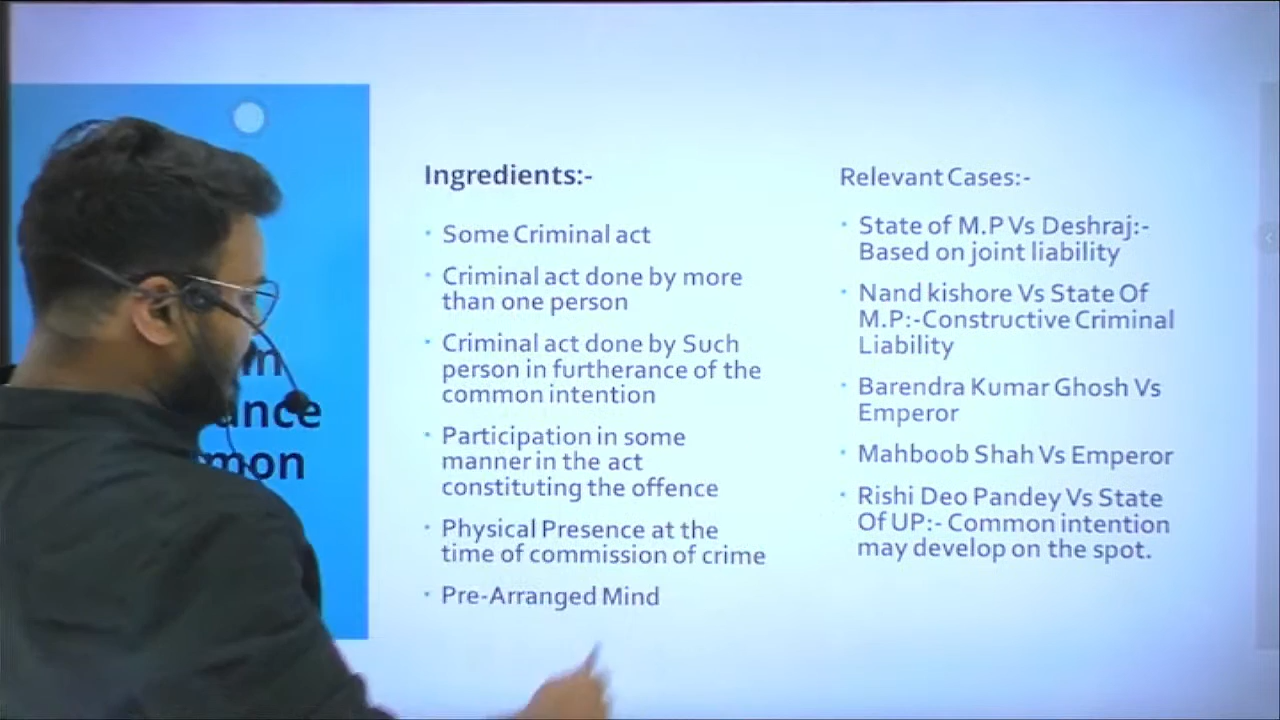 Ingredients:-
Some Criminal act
Criminal act done by more
than one person
Criminal act done by Such
person in furtherance of the
common intention
Participation in some
manner in the act
constituting the offence
Physical Presence at the
time of commission of crime
Pre-Arranged Mind
Relevant Cases:-
State of M.P Vs Deshraj:-
Based on joint liability
Nand kishore Vs State Of
M.P:-Constructive Criminal
Liability
Barendra Kumar Ghosh Vs
Emperor
Mahboob Shah Vs Emperor
Rishi Deo Pandey Vs State
Of UP:- Common intention
may develop on the spot.